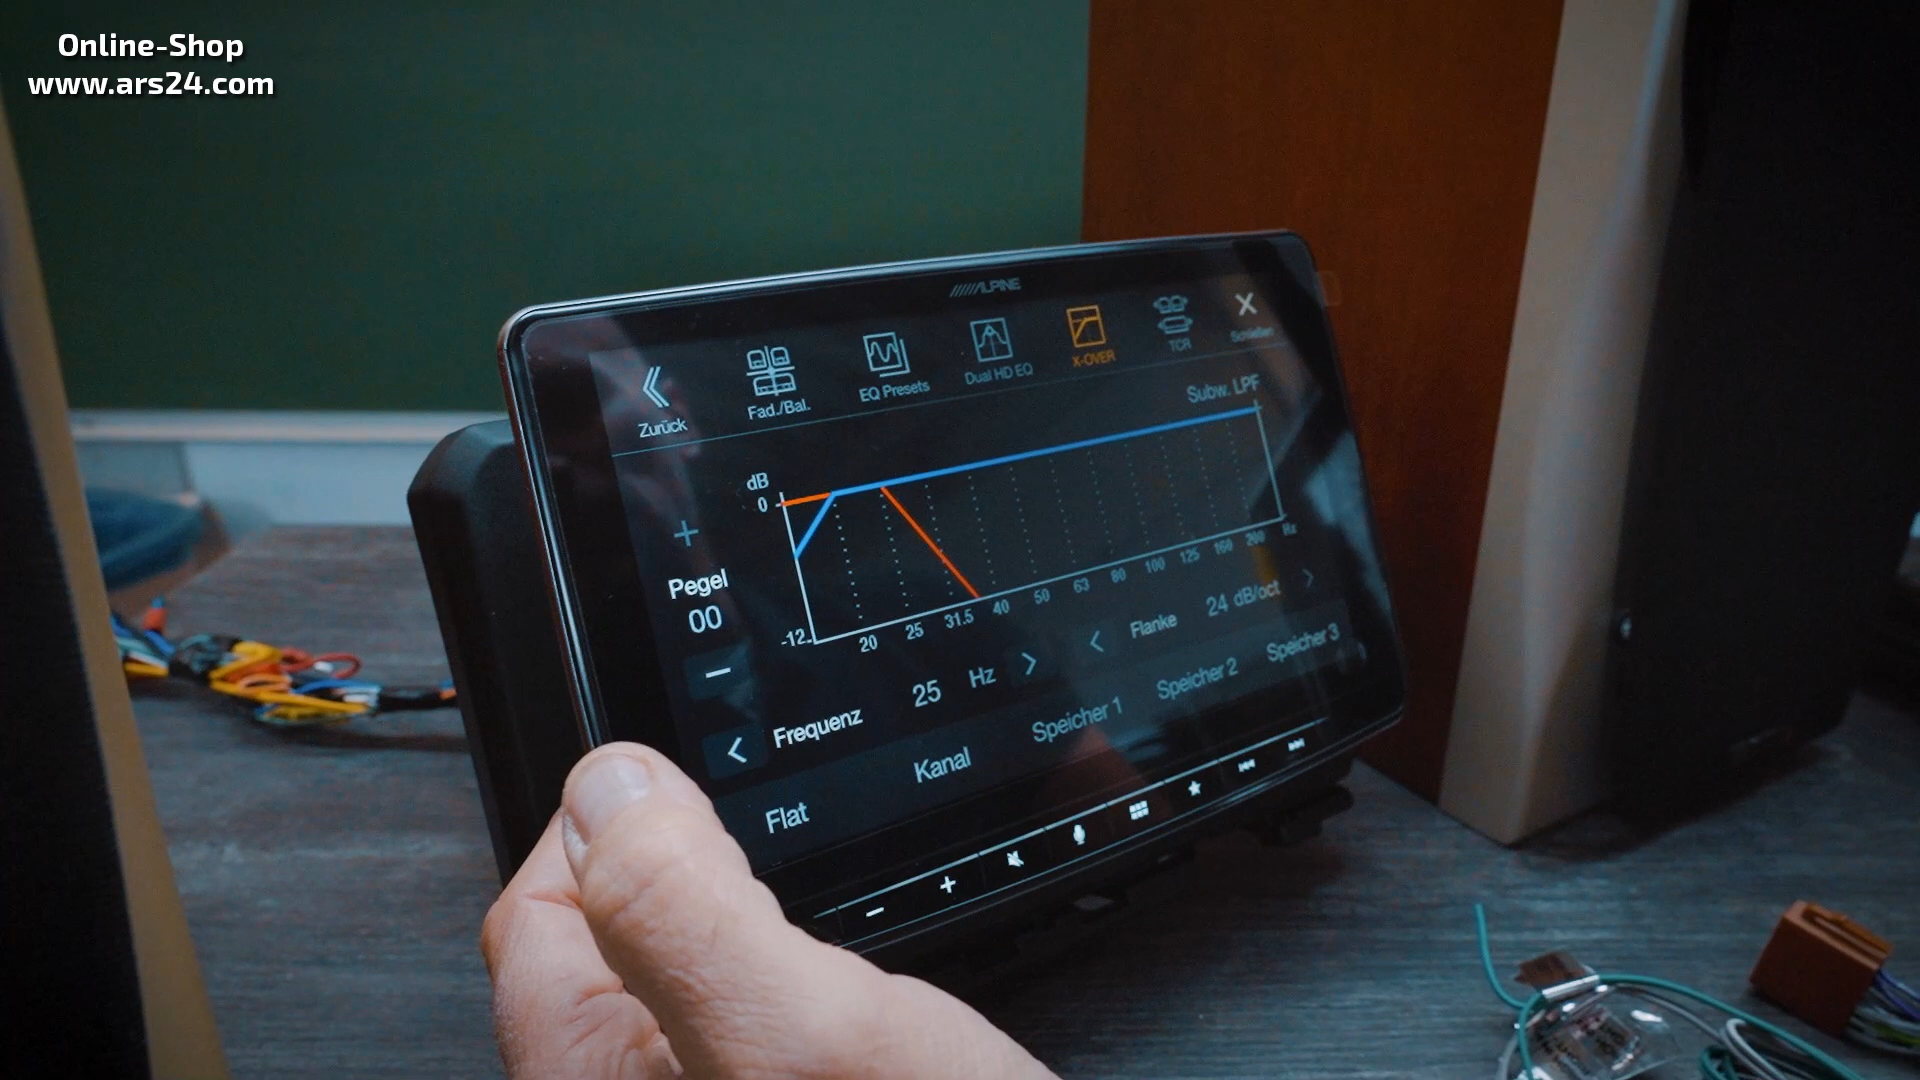 Online-Shop
www.ars24.com
ALPINE
Zurück
Fad./Bal.
EQ Presets
Dual HD EQ
X-OVER
TCR
Schließen
Subw. LPF
dB
0
-12
20 25 31.5 40 50 63 80 100 125 160 200 Hz
Pegel
00
Frequenz 25 Hz
Flanke 24 dB/oct
Flat Kanal Speicher 1 Speicher 2 Speicher 3